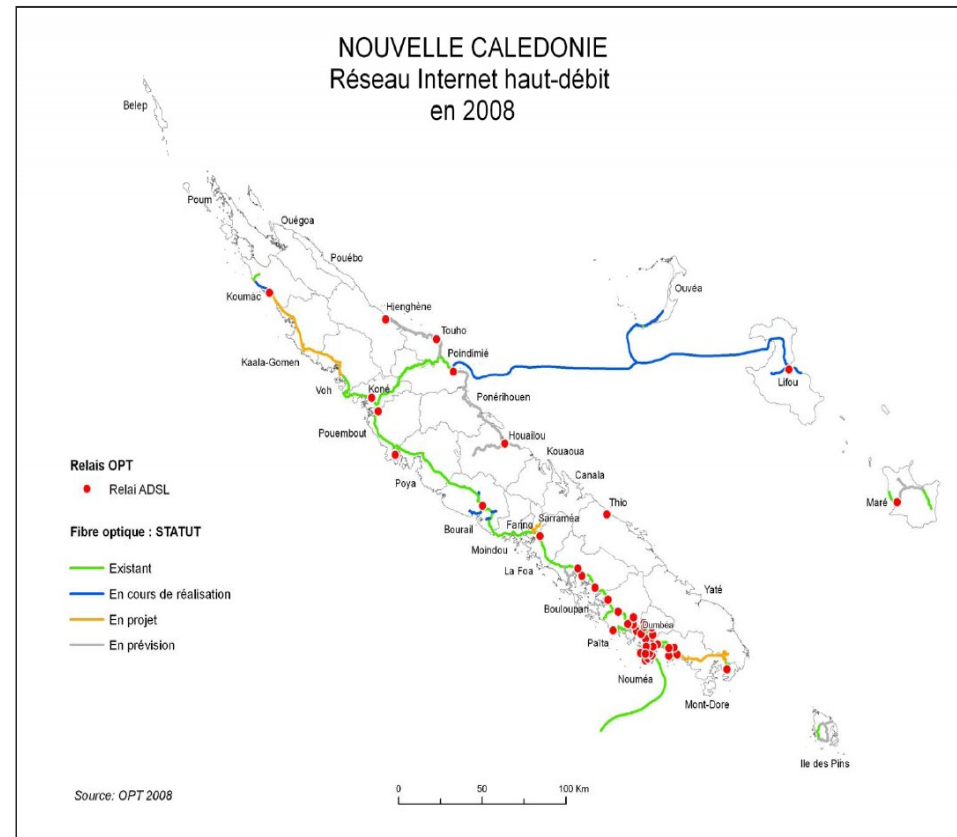 NOUVELLE CALEDONIE
Réseau Internet haut-débit
en 2008
Belep
Poum
Ouégoa
Pouébo
Ouvéa
Koumac
Hienghène
Touho
Kaala-Gomen
Poindimié
Lifou
Voh
Koné
Ponérihouen
Pouembout
Houailou
Kouaoua
Canala
Poya
Thio
Maré
Bourail
Farino
Sarraméa
Moindou
La Foa
Yaté
Bouloupari
Dumbéa
Païta
Nouméa
Mont-Dore
Ile des Pins
Relais OPT
Relai ADSL
Fibre optique : STATUT
Existant
En cours de réalisation
En projet
En prévision
Source: OPT 2008
0 50 100 Km